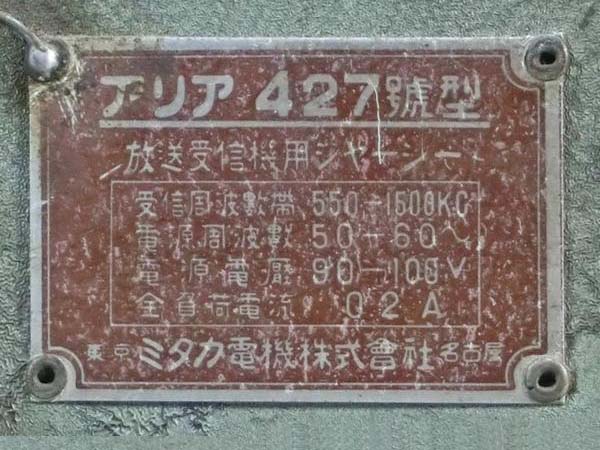 アリア 427號型
放送受信機用シャーシー
受信周波數帶 550-1500KC
電源周波數 50-60~
電源電壓 90-100V
全負荷電流 0.2A
東京 ミタカ電機株式會社 名古屋